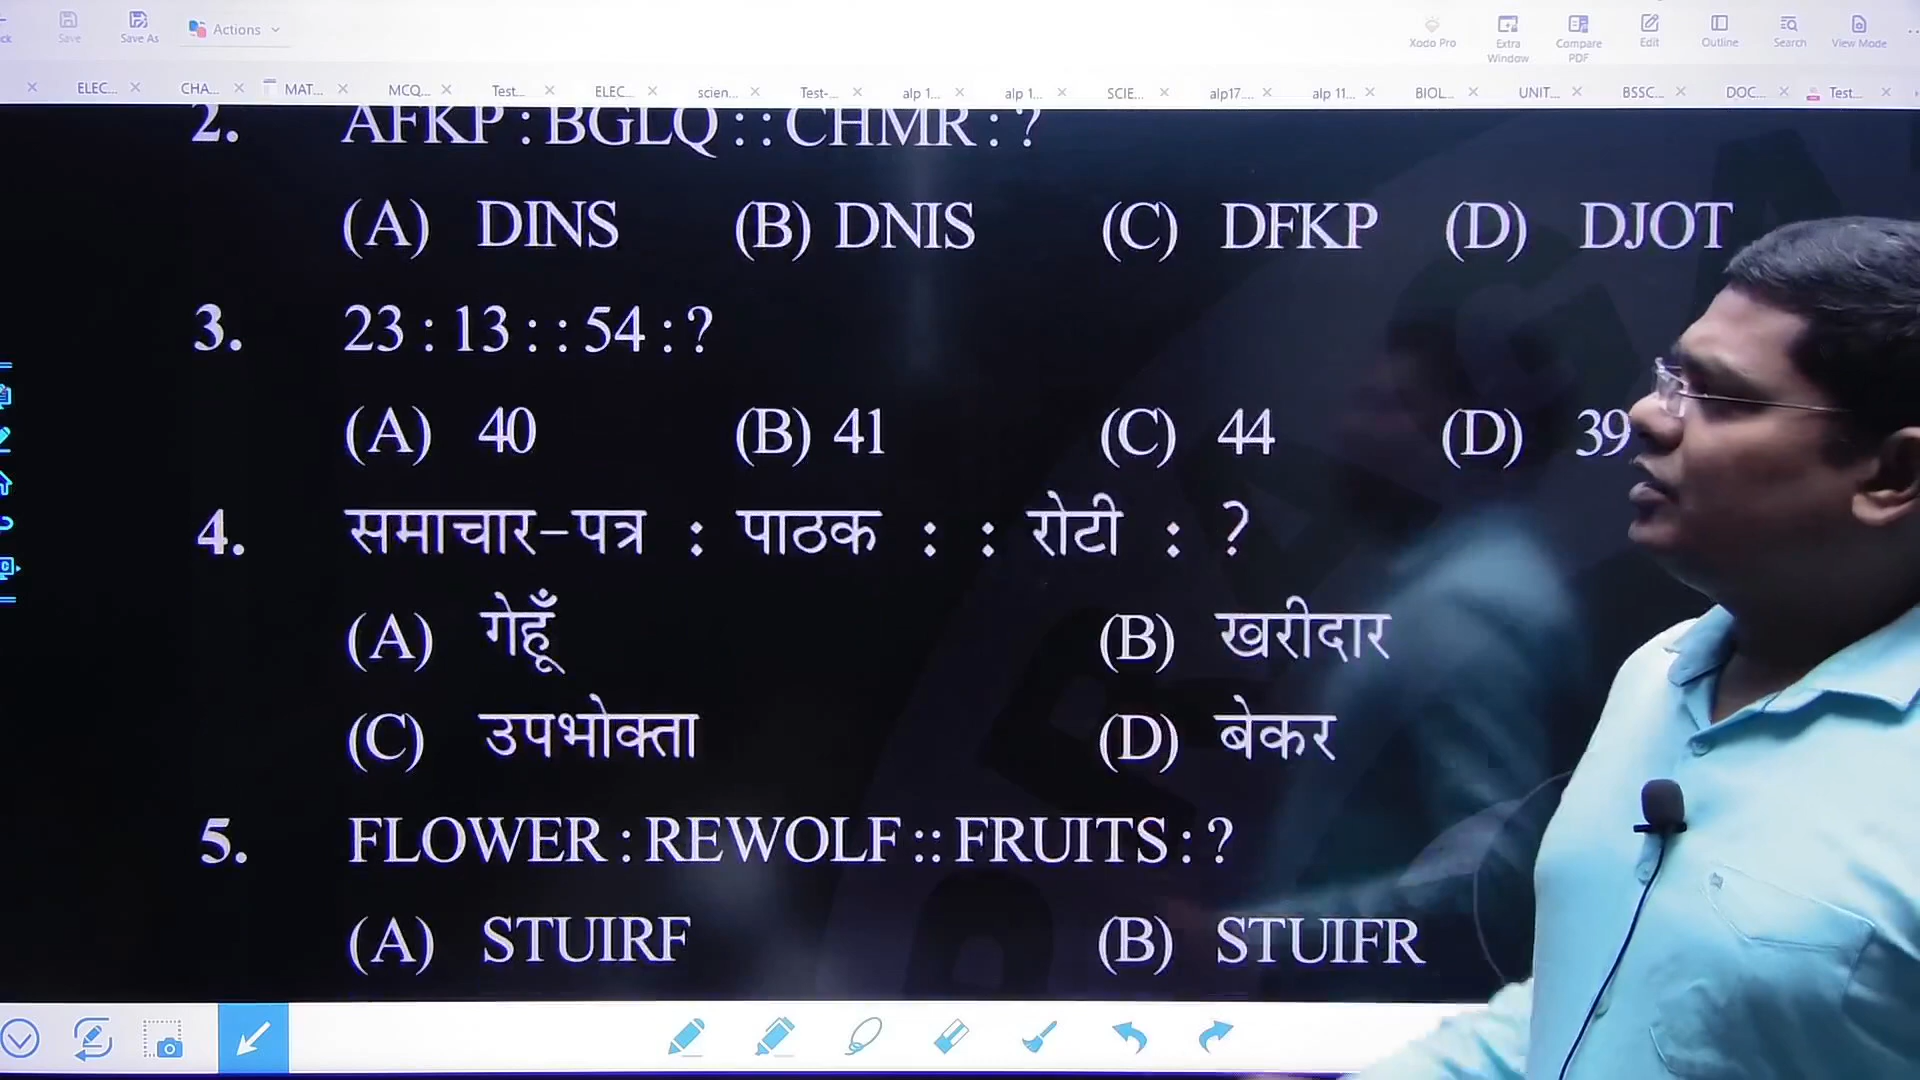 Save Save As Actions Xodo Pro Extra Window Compare PDF Edit Outline Search View Mode
ELEC... CHA... MAT... MCQ... Test... ELEC... scien... Test-... alp 1... alp 1... SCIE... alp17.... alp 11... BIOL... UNIT... BSSC... DOC... Test...
2. AFKP : BGLQ : : CHMR : ?
(A) DINS (B) DNIS (C) DFKP (D) DJOT
3. 23 : 13 : : 54 : ?
(A) 40 (B) 41 (C) 44 (D) 39
4. समाचार-पत्र : पाठक : : रोटी : ?
(A) गेहूँ (B) खरीदार
(C) उपभोक्ता (D) बेकर
5. FLOWER : REWOLF :: FRUITS : ?
(A) STUIRF (B) STUIFR